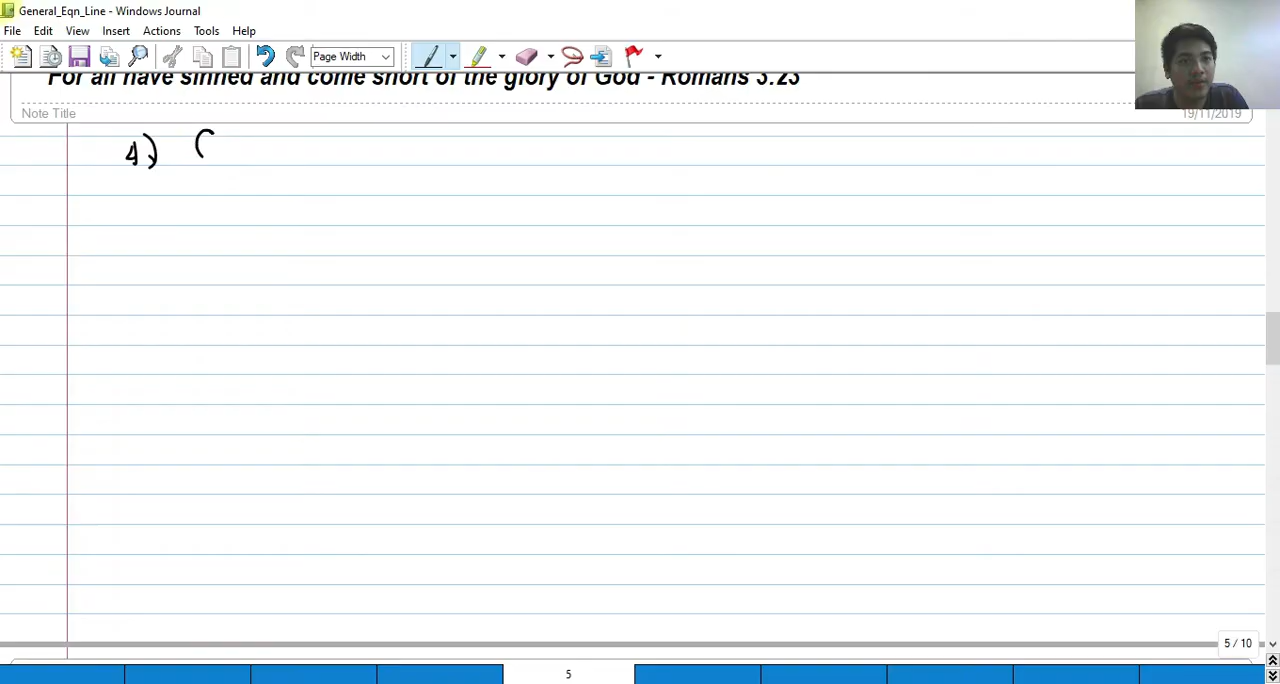 General_Eqn_Line - Windows Journal
File Edit View Insert Actions Tools Help
Page Width
For all have sinned and come short of the glory of God - Romans 3:23
Note Title
19/11/2019
4) (
5 / 10
5